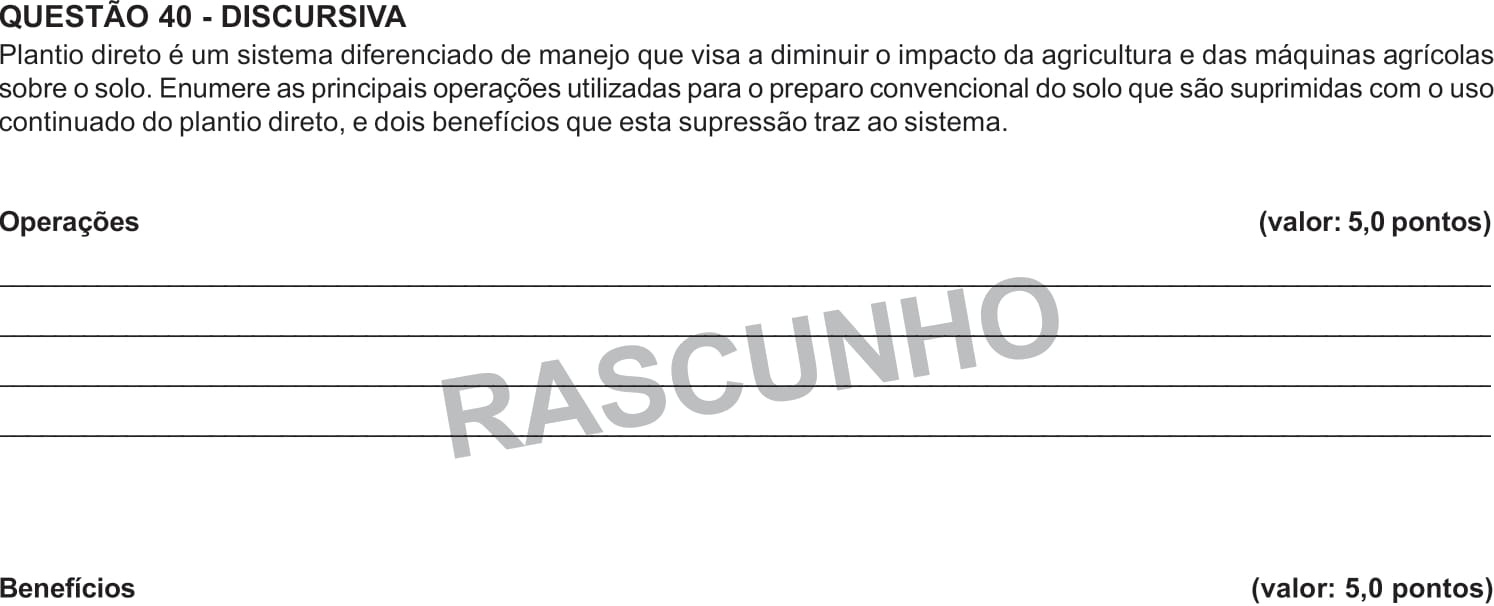 QUESTÃO 40 - DISCURSIVA
Plantio direto é um sistema diferenciado de manejo que visa a diminuir o impacto da agricultura e das máquinas agrícolas
sobre o solo. Enumere as principais operações utilizadas para o preparo convencional do solo que são suprimidas com o uso
continuado do plantio direto, e dois benefícios que esta supressão traz ao sistema.
Operações (valor: 5,0 pontos)
RASCUNHO
Benefícios (valor: 5,0 pontos)